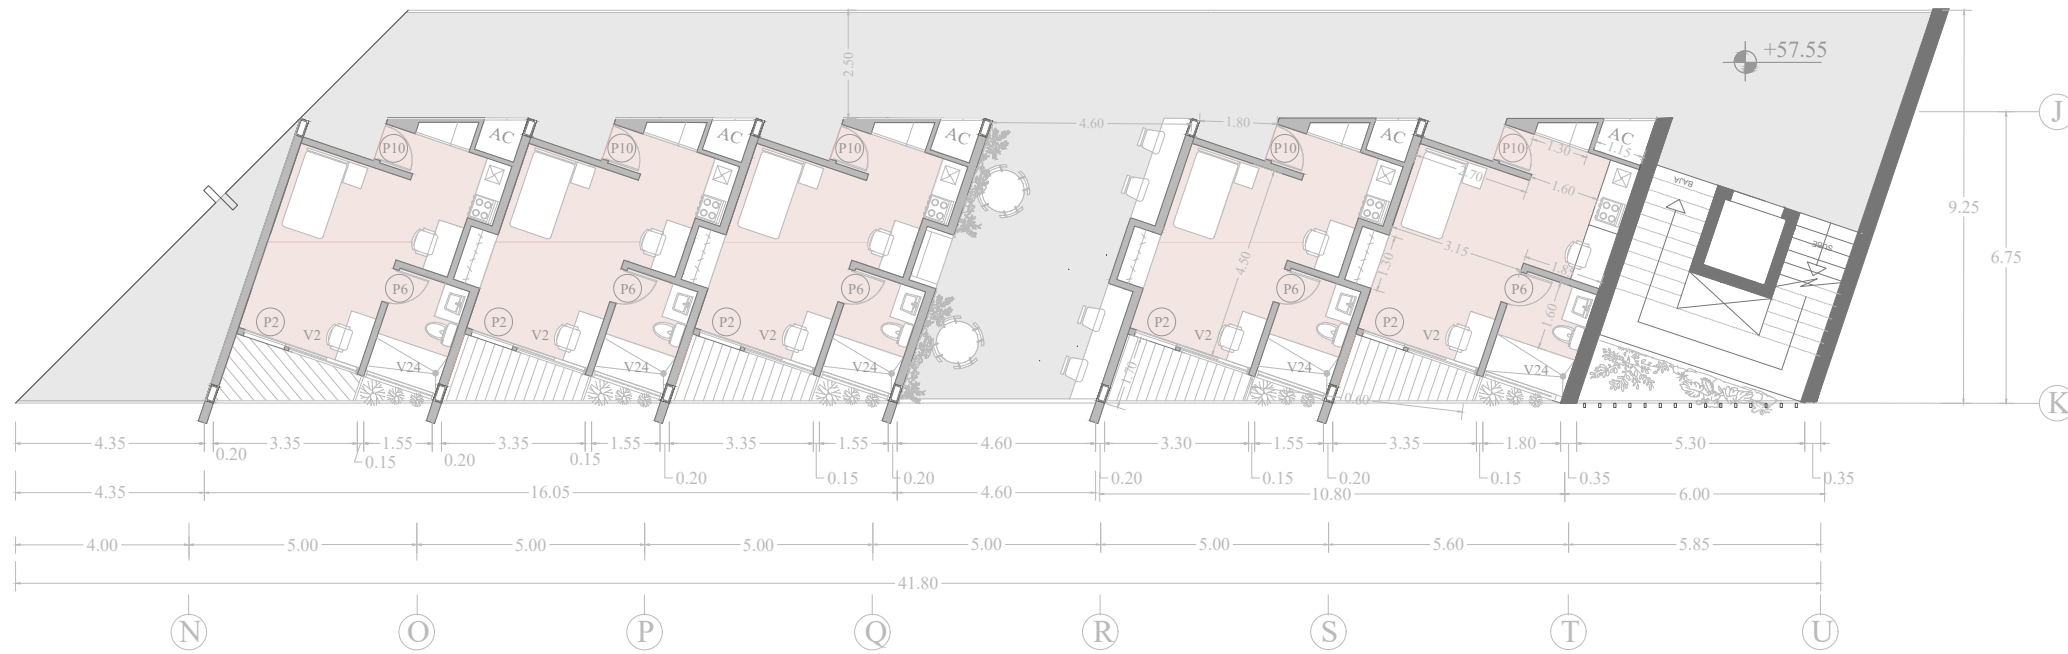 +57.55
2.50
J
4.60
1.80
AC
AC
AC
AC
AC
P10
P10
P10
P10
P10
1.30
1.15
2.70
1.60
BAJA
SUBE
9.25
6.75
4.50
3.15
1.30
1.80
1.60
P6
P6
P6
P6
P6
P2
P2
P2
P2
P2
V2
V2
V2
V2
V2
V24
V24
V24
V24
V24
1.70
0.60
K
4.35
0.20
3.35
0.15
1.55
0.20
3.35
0.15
1.55
0.20
3.35
0.15
1.55
0.20
4.60
0.20
3.30
0.15
1.55
0.20
3.35
0.15
1.80
0.35
5.30
0.35
4.35
16.05
4.60
10.80
6.00
4.00
5.00
5.00
5.00
5.00
5.00
5.60
5.85
41.80
N
O
P
Q
R
S
T
U